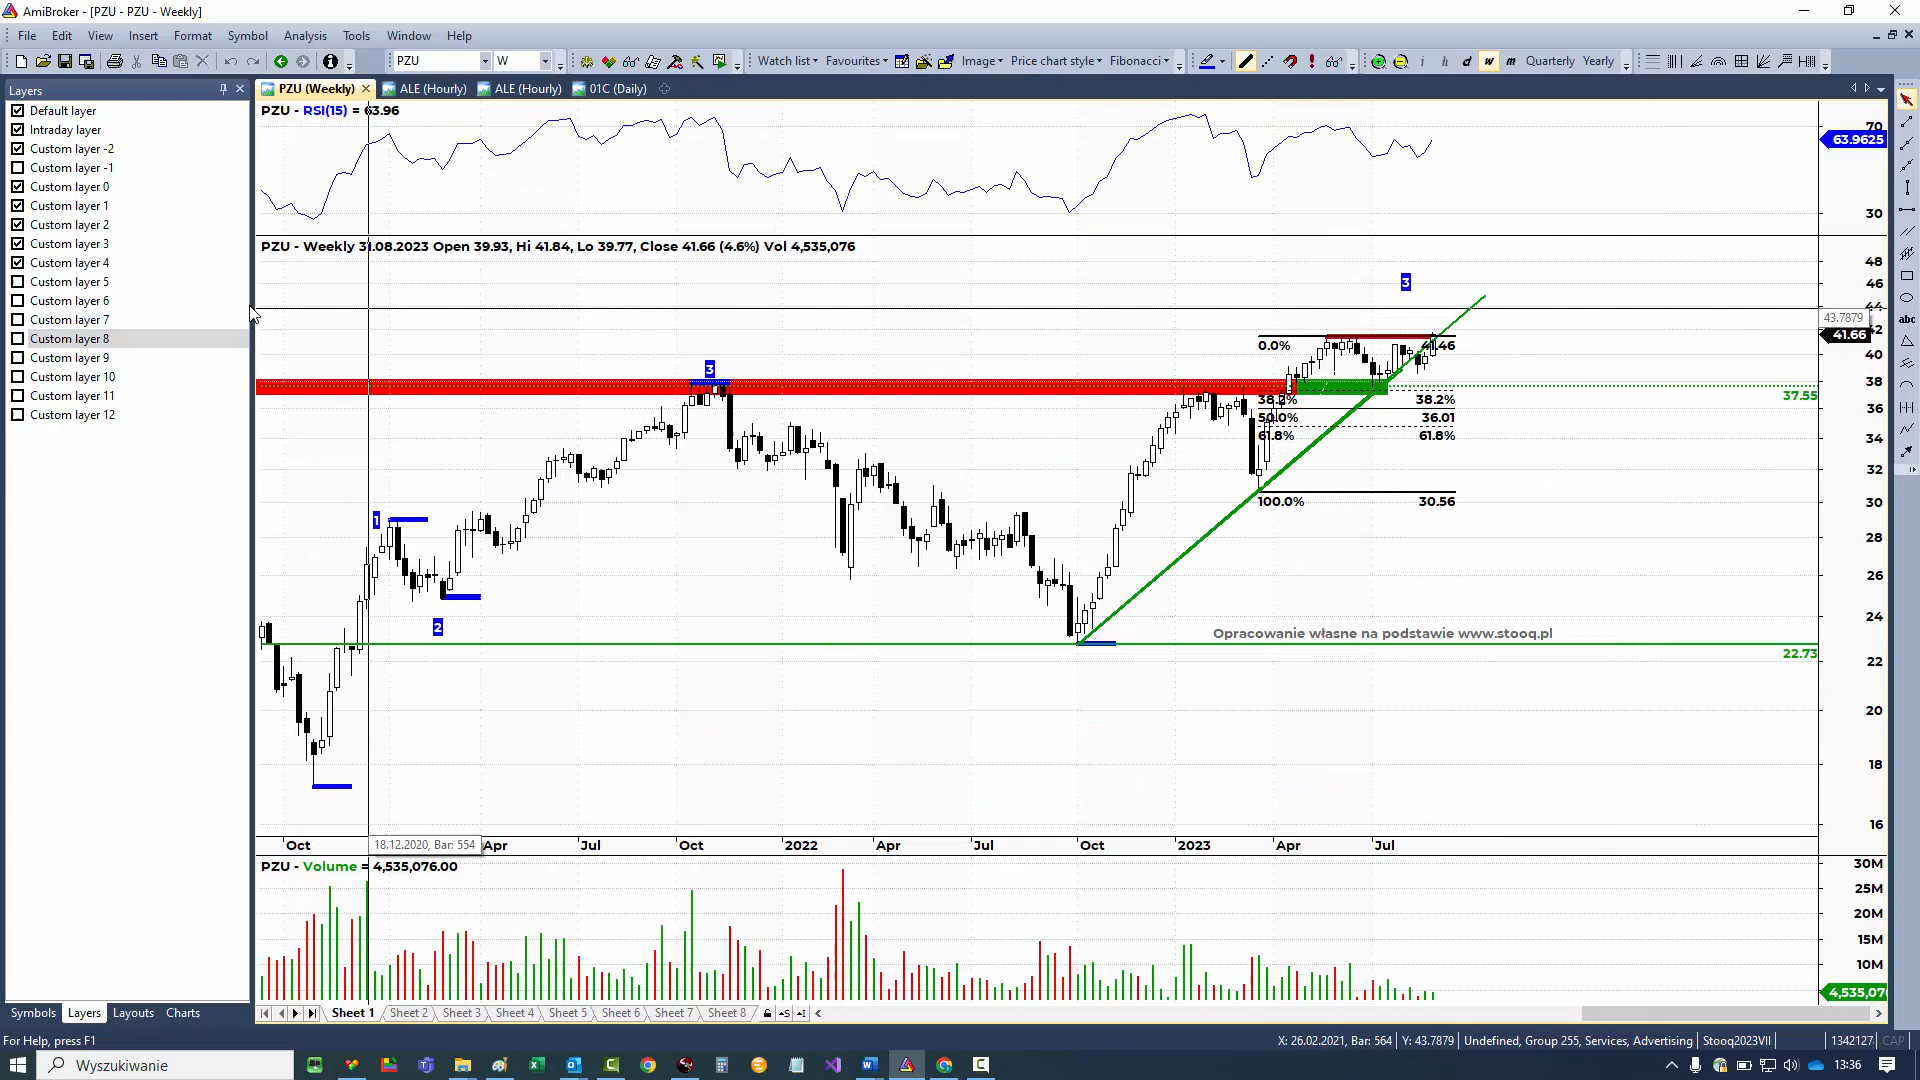 AmiBroker - [PZU - PZU - Weekly]
File Edit View Insert Format Symbol Analysis Tools Window Help
PZU W Watch list Favourites Image Price chart style Fibonacci i h d w m Quarterly Yearly
Layers
PZU (Weekly) ALE (Hourly) ALE (Hourly) 01C (Daily)
Default layer
Intraday layer
Custom layer -2
Custom layer -1
Custom layer 0
Custom layer 1
Custom layer 2
Custom layer 3
Custom layer 4
Custom layer 5
Custom layer 6
Custom layer 7
Custom layer 8
Custom layer 9
Custom layer 10
Custom layer 11
Custom layer 12
PZU - RSI(15) = 63.96
70
63.9625
30
PZU - Weekly 31.08.2023 Open 39.93, Hi 41.84, Lo 39.77, Close 41.66 (4.6%) Vol 4,535,076
48
46
44
43.7879
42
41.66
40
38
37.55
36
34
32
30
28
26
24
22.73
22
20
18
16
3
0.0% 41.46
38.2% 38.2%
50.0% 36.01
61.8% 61.8%
100.0% 30.56
3
1
2
Opracowanie własne na podstawie www.stooq.pl
Oct 18.12.2020, Bar: 554 Apr Jul Oct 2022 Apr Jul Oct 2023 Apr Jul
PZU - Volume = 4,535,076.00
30M
25M
20M
15M
10M
4,535,07
abc
Symbols Layers Layouts Charts
Sheet 1 Sheet 2 Sheet 3 Sheet 4 Sheet 5 Sheet 6 Sheet 7 Sheet 8
For Help, press F1
X: 26.02.2021, Bar: 564 Y: 43.7879 Undefined, Group 255, Services, Advertising Stooq2023VII 1342127 CAP
Wyszukiwanie
13:36